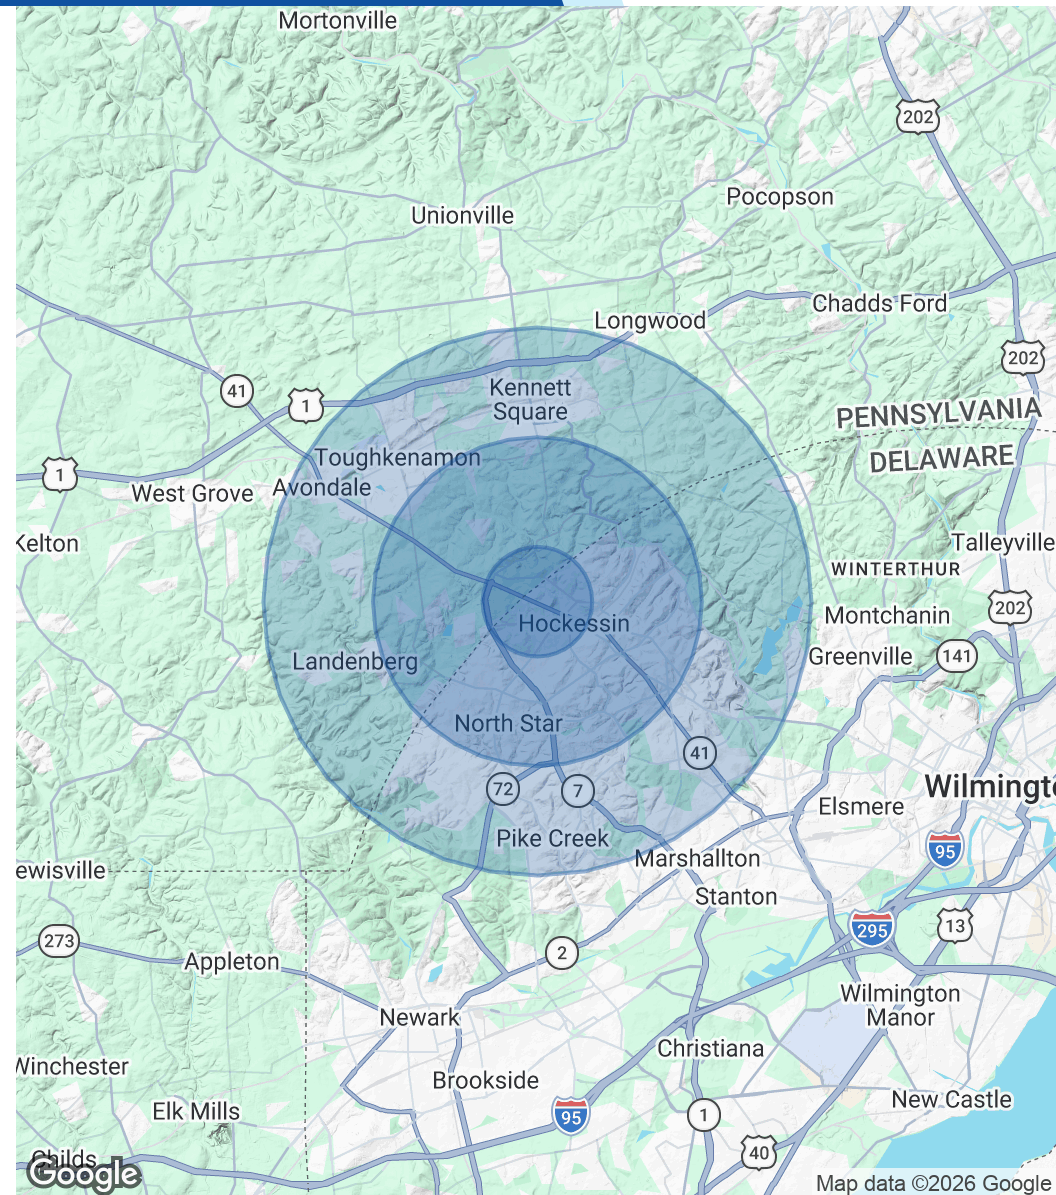 Mortonville
202
Pocopson
Unionville
Chadds Ford
Longwood
202
41
1
Kennett
Square
PENNSYLVANIA
DELAWARE
Toughkenamon
1
Avondale
West Grove
Kelton
Talleyville
WINTERTHUR
202
Montchanin
Hockessin
141
Greenville
Landenberg
North Star
41
72
7
Wilmingto
Elsmere
Pike Creek
95
Marshallton
ewisville
Stanton
13
295
273
2
Appleton
Wilmington
Manor
Newark
Christiana
Winchester
Brookside
New Castle
Elk Mills
95
1
40
Childs
Google
Map data ©2026 Google